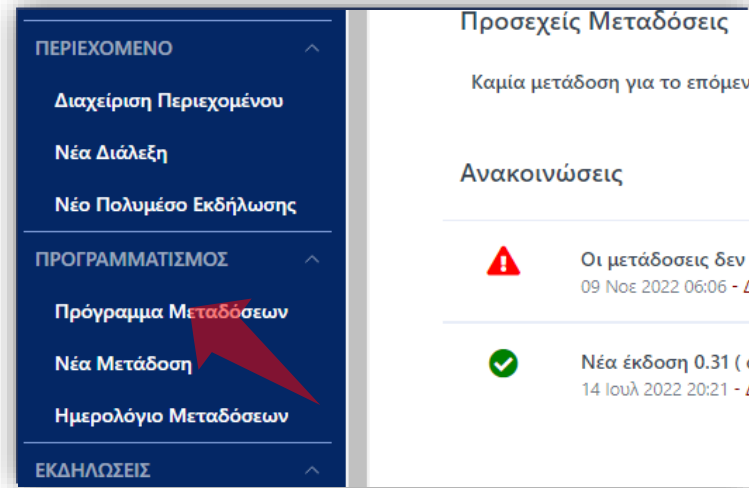 ΠΕΡΙΕΧΟΜΕΝΟ
Διαχείριση Περιεχομένου
Νέα Διάλεξη
Νέο Πολυμέσο Εκδήλωσης
ΠΡΟΓΡΑΜΜΑΤΙΣΜΟΣ
Πρόγραμμα Μεταδόσεων
Νέα Μετάδοση
Ημερολόγιο Μεταδόσεων
ΕΚΔΗΛΩΣΕΙΣ
Προσεχείς Μεταδόσεις
Καμία μετάδοση για το επόμεν
Ανακοινώσεις
Οι μετάδοσεις δεν
09 Νοε 2022 06:06 -
Νέα έκδοση 0.31 (
14 Ιουλ 2022 20:21 -